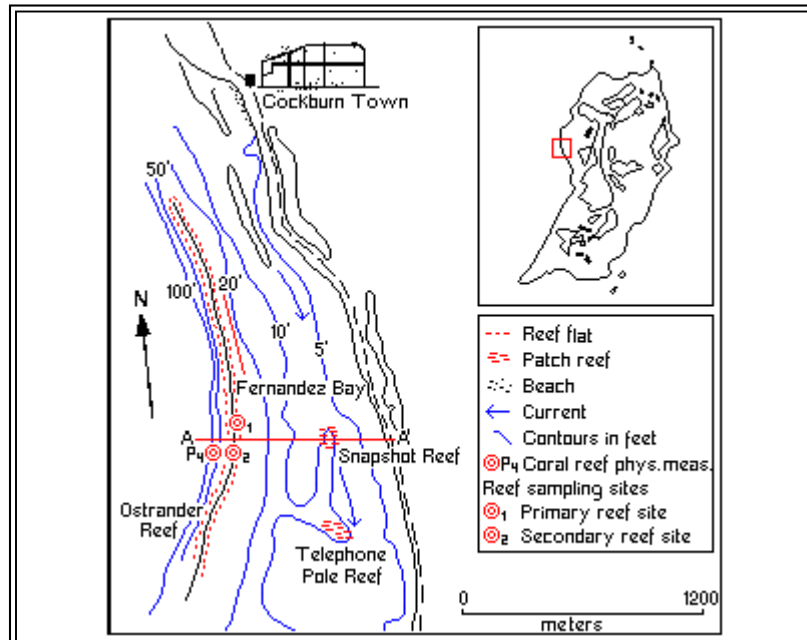 Cockburn Town
50'
100'
20'
10'
5'
N
Fernandez Bay
1
A
A'
P4
2
Snapshot Reef
Ostrander
Reef
Telephone
Pole Reef
Reef flat
Patch reef
Beach
Current
Contours in feet
P4 Coral reef phys. meas.
Reef sampling sites
1 Primary reef site
2 Secondary reef site
0 1200
meters